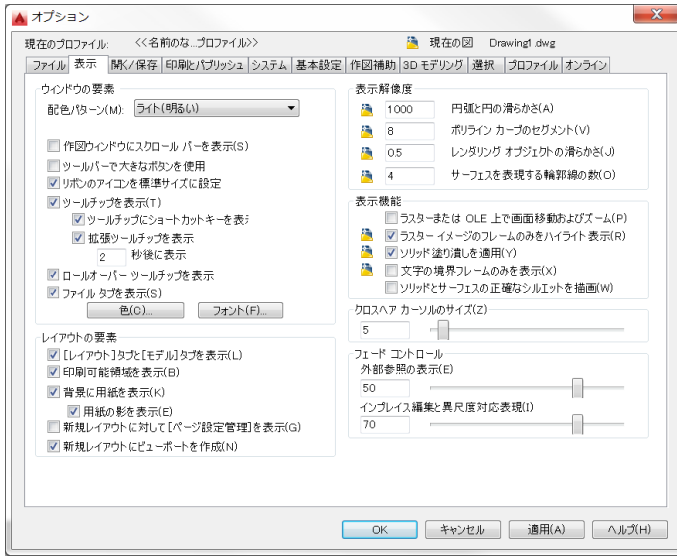 オプション
現在のプロファイル: <<名前のな...プロファイル>> 現在の図 Drawing1.dwg
ファイル 表示 開く/保存 印刷とパブリッシュ システム 基本設定 作図補助 3D モデリング 選択 プロファイル オンライン
ウィンドウの要素
配色パターン(M): ライト(明るい)
作図ウィンドウにスクロール バーを表示(S)
ツールバーで大きなボタンを使用
リボンのアイコンを標準サイズに設定
ツールチップを表示(T)
ツールチップにショートカットキーを表示
拡張ツールチップを表示
2 秒後に表示
ロールオーバー ツールチップを表示
ファイル タブを表示(S)
色(C)... フォント(F)...
レイアウトの要素
[レイアウト]タブと[モデル]タブを表示(L)
印刷可能領域を表示(B)
背景に用紙を表示(K)
用紙の影を表示(E)
新規レイアウトに対して[ページ設定管理]を表示(G)
新規レイアウトにビューポートを作成(N)
表示解像度
1000 円弧と円の滑らかさ(A)
8 ポリライン カーブのセグメント(V)
0.5 レンダリング オブジェクトの滑らかさ(J)
4 サーフェスを表現する輪郭線の数(O)
表示機能
ラスターまたは OLE 上で画面移動およびズーム(P)
ラスター イメージのフレームのみをハイライト表示(R)
ソリッド塗り潰しを適用(Y)
文字の境界フレームのみを表示(X)
ソリッドとサーフェスの正確なシルエットを描画(W)
クロスヘア カーソルのサイズ(Z)
5
フェード コントロール
外部参照の表示(E)
50
インプレイス編集と異尺度対応表現(I)
70
OK キャンセル 適用(A) ヘルプ(H)